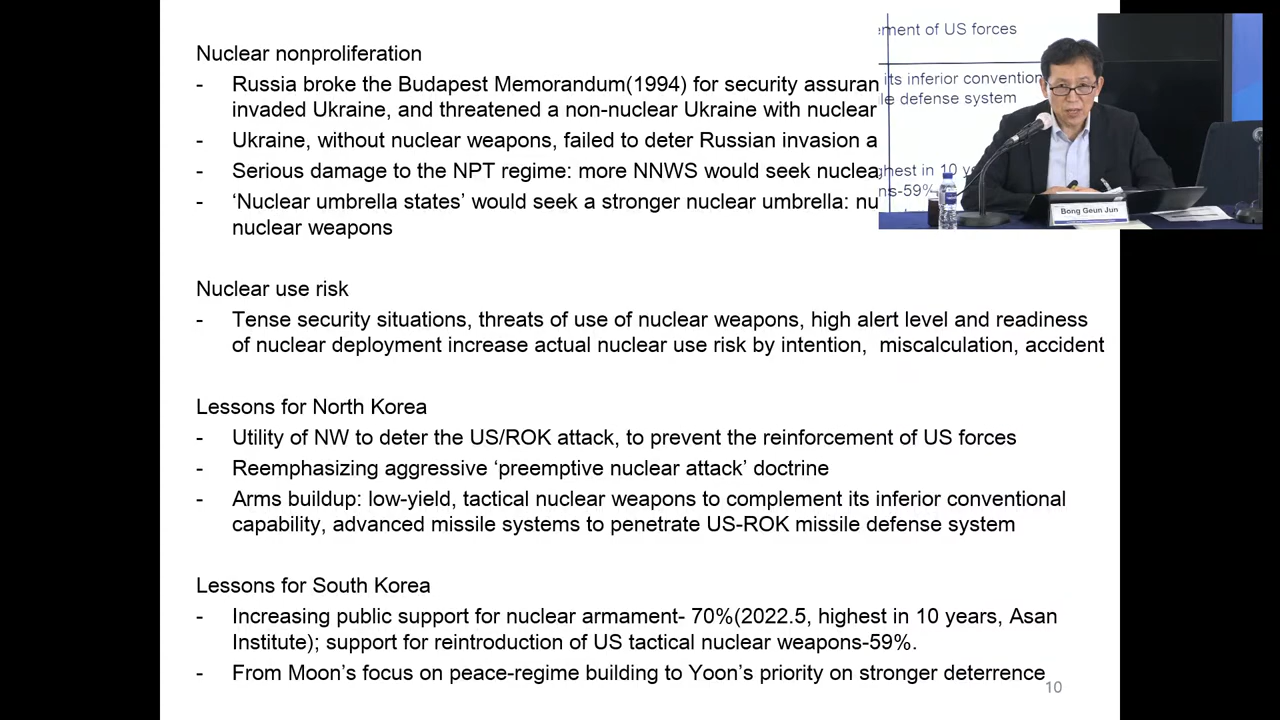 Nuclear nonproliferation
- Russia broke the Budapest Memorandum(1994) for security assuran
invaded Ukraine, and threatened a non-nuclear Ukraine with nuclear
- Ukraine, without nuclear weapons, failed to deter Russian invasion a
- Serious damage to the NPT regime: more NNWS would seek nuclea
- ‘Nuclear umbrella states’ would seek a stronger nuclear umbrella: nu
nuclear weapons
Nuclear use risk
- Tense security situations, threats of use of nuclear weapons, high alert level and readiness
of nuclear deployment increase actual nuclear use risk by intention, miscalculation, accident
Lessons for North Korea
- Utility of NW to deter the US/ROK attack, to prevent the reinforcement of US forces
- Reemphasizing aggressive ‘preemptive nuclear attack’ doctrine
- Arms buildup: low-yield, tactical nuclear weapons to complement its inferior conventional
capability, advanced missile systems to penetrate US-ROK missile defense system
Lessons for South Korea
- Increasing public support for nuclear armament- 70%(2022.5, highest in 10 years, Asan
Institute); support for reintroduction of US tactical nuclear weapons-59%.
- From Moon’s focus on peace-regime building to Yoon’s priority on stronger deterrence
10
ement of US forces
its inferior convention
le defense system
ghest in 10 ye
ns-59%
Bong Geun Jun